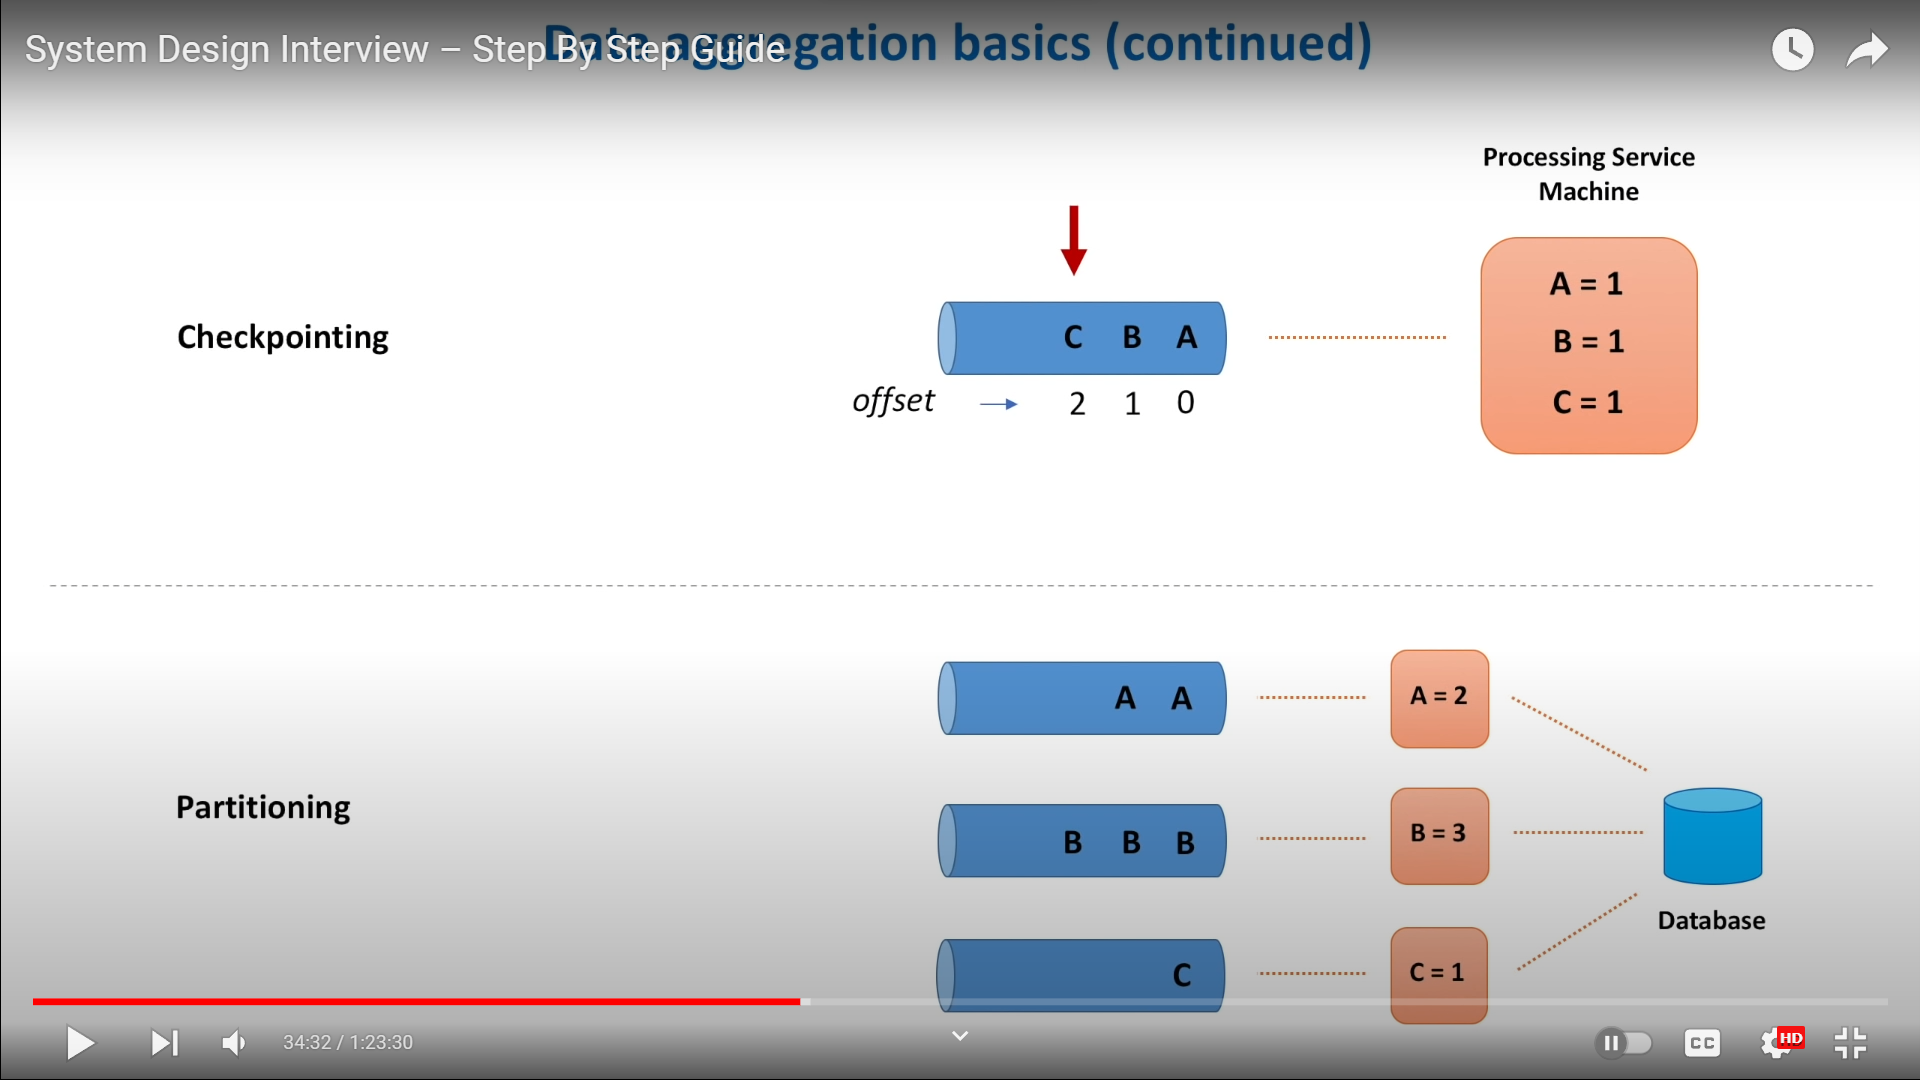 System Design Interview – Step By Step Guide
Data aggregation basics (continued)
Processing Service
Machine
Checkpointing
C B A
offset 2 1 0
A = 1
B = 1
C = 1
Partitioning
A A
A = 2
B B B
B = 3
C
C = 1
Database
34:32 / 1:23:30
CC
HD